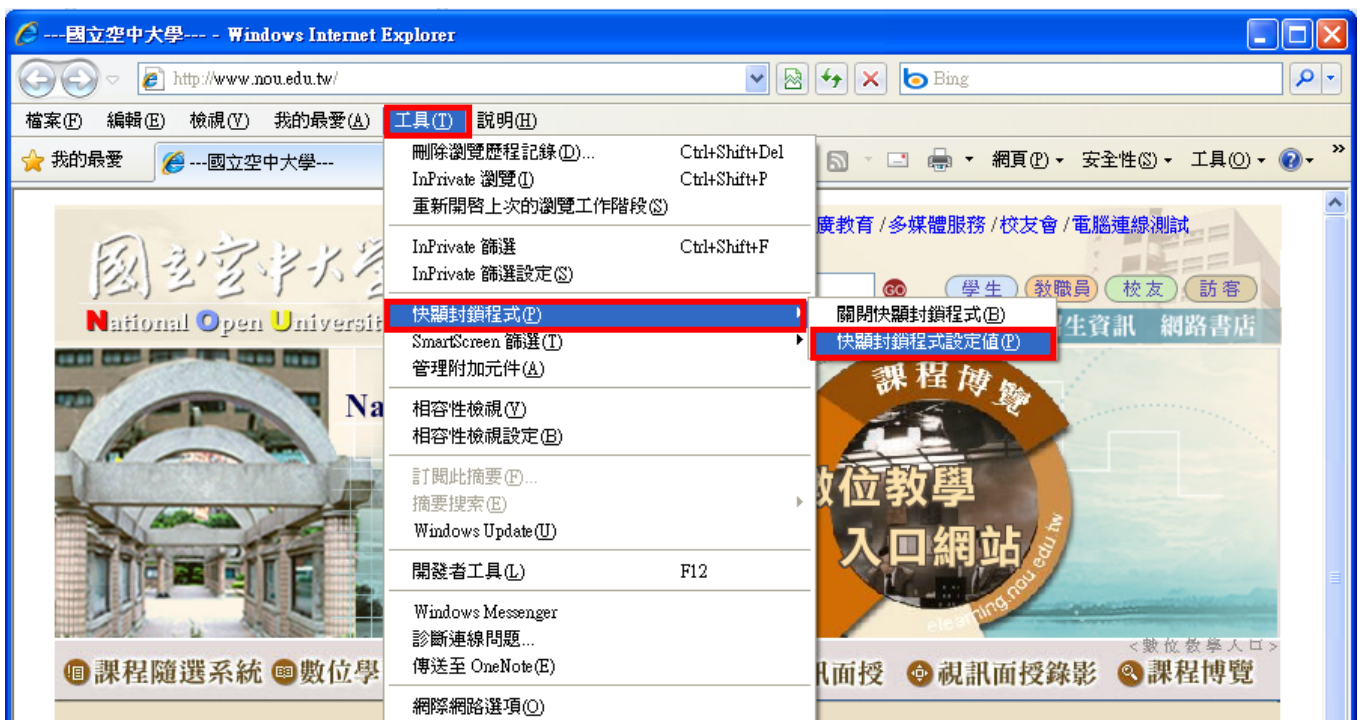 ---國立空中大學--- - Windows Internet Explorer
http://www.nou.edu.tw/
Bing
檔案(F) 編輯(E) 檢視(V) 我的最愛(A) 工具(T) 說明(H)
我的最愛 ---國立空中大學--- 網頁(P) 安全性(S) 工具(O)
刪除瀏覽歷程記錄(D)... Ctrl+Shift+Del
InPrivate 瀏覽(I) Ctrl+Shift+P
重新開啟上次的瀏覽工作階段(S)
InPrivate 篩選 Ctrl+Shift+F
InPrivate 篩選設定(S)
快顯封鎖程式(P)
SmartScreen 篩選(T)
管理附加元件(A)
相容性檢視(V)
相容性檢視設定(B)
訂閱此摘要(F)...
摘要搜索(E)
Windows Update(U)
開發者工具(L) F12
Windows Messenger
診斷連線問題...
傳送至 OneNote(E)
網際網路選項(O)
關閉快顯封鎖程式(B)
快顯封鎖程式設定值(P)
廣教育 / 多媒體服務 / 校友會 / 電腦連線測試
GO 學生 教職員 校友 訪客
國立空中大學
National Open Universit
生資訊 網路書店
Na
課程博覽
數位教學
入口網站
elearning.nou.edu.tw
<數位教學入口>
課程隨選系統 數位學 訊面授 視訊面授錄影 課程博覽